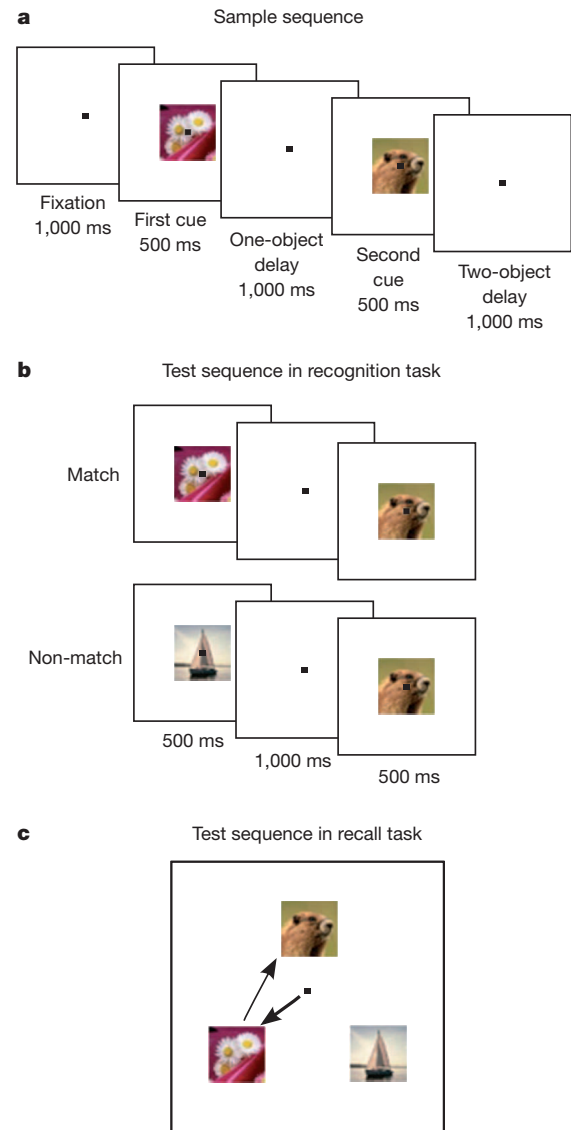 a
Sample sequence
Fixation
1,000 ms
First cue
500 ms
One-object
delay
1,000 ms
Second
cue
500 ms
Two-object
delay
1,000 ms
b
Test sequence in recognition task
Match
Non-match
500 ms
1,000 ms
500 ms
c
Test sequence in recall task